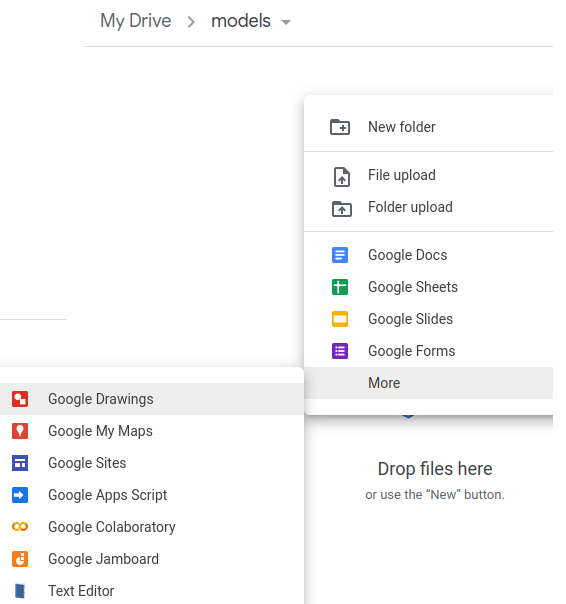 My Drive > models
New folder
File upload
Folder upload
Google Docs
Google Sheets
Google Slides
Google Forms
More
Google Drawings
Google My Maps
Google Sites
Google Apps Script
Google Colaboratory
Google Jamboard
Text Editor
Drop files here
or use the “New” button.